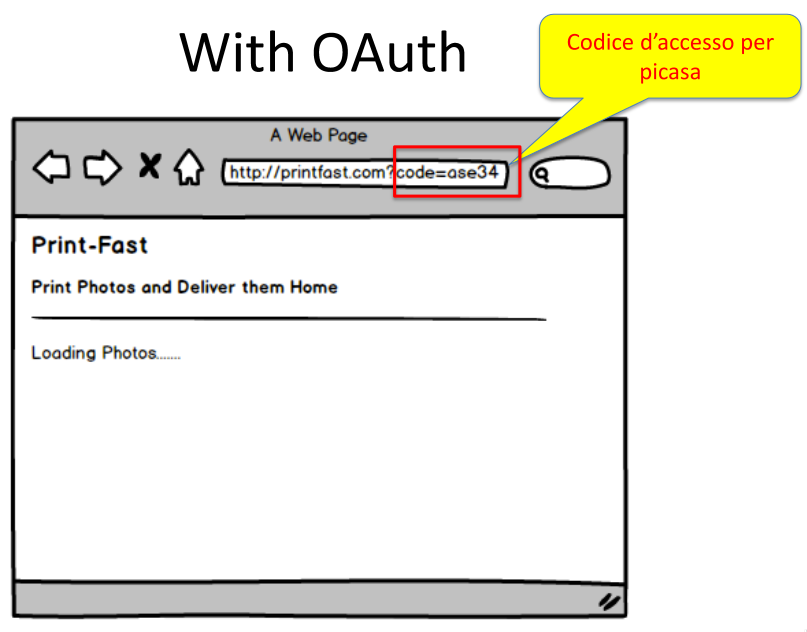 With OAuth
Codice d’accesso per
picasa
A Web Page
http://printfast.com?code=ase34
Print-Fast
Print Photos and Deliver them Home
Loading Photos.......